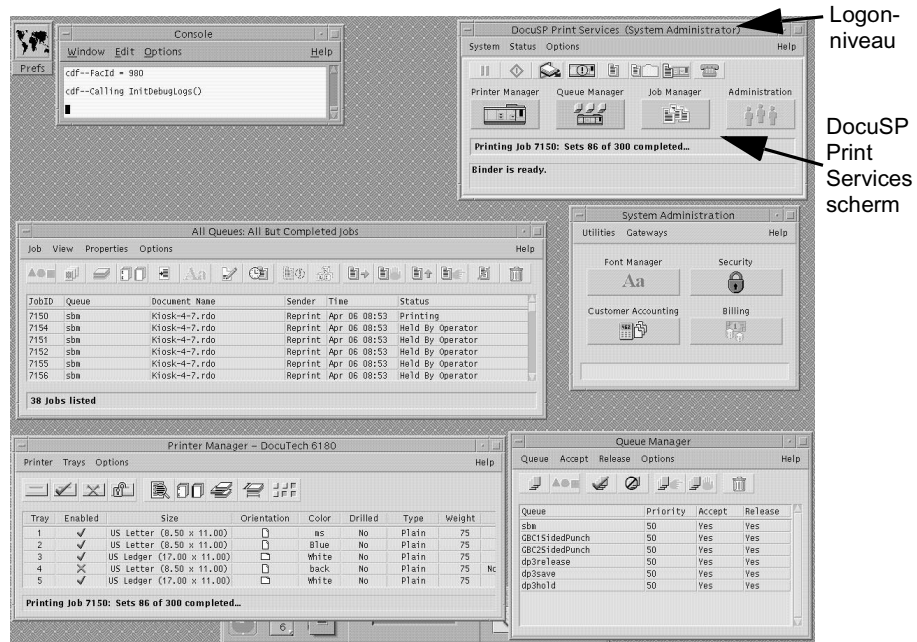 Prefs
Console
Window Edit Options Help
cdf--FacId = 980
cdf--Calling InitDebugLogs()
DocuSP Print Services (System Administrator)
System Status Options Help
Printer Manager Queue Manager Job Manager Administration
Printing Job 7150: Sets 86 of 300 completed...
Binder is ready.
Logon-
niveau
DocuSP
Print
Services
scherm
All Queues: All But Completed Jobs
Job View Properties Options Help
Aa
JobID Queue Document Name Sender Time Status
7150 sbm Kiosk-4-7.rdo Reprint Apr 06 08:53 Printing
7154 sbm Kiosk-4-7.rdo Reprint Apr 06 08:53 Held By Operator
7151 sbm Kiosk-4-7.rdo Reprint Apr 06 08:53 Held By Operator
7152 sbm Kiosk-4-7.rdo Reprint Apr 06 08:53 Held By Operator
7155 sbm Kiosk-4-7.rdo Reprint Apr 06 08:53 Held By Operator
7156 sbm Kiosk-4-7.rdo Reprint Apr 06 08:53 Held By Operator
38 Jobs listed
System Administration
Utilities Gateways Help
Font Manager Security
Aa
Customer Accounting Billing
Printer Manager - DocuTech 6180
Printer Trays Options Help
Tray Enabled Size Orientation Color Drilled Type Weight
1 US Letter (8.50 x 11.00) ms No Plain 75
2 US Letter (8.50 x 11.00) Blue No Plain 75
3 US Ledger (17.00 x 11.00) White No Plain 75
4 US Letter (8.50 x 11.00) back No Plain 75 No
5 US Ledger (17.00 x 11.00) White No Plain 75
Printing Job 7150: Sets 86 of 300 completed...
6
Queue Manager
Queue Accept Release Options Help
Queue Priority Accept Release
sbm 50 Yes Yes
GBC1SidedPunch 50 Yes Yes
GBC2SidedPunch 50 Yes Yes
dp3release 50 Yes Yes
dp3save 50 Yes Yes
dp3hold 50 Yes Yes